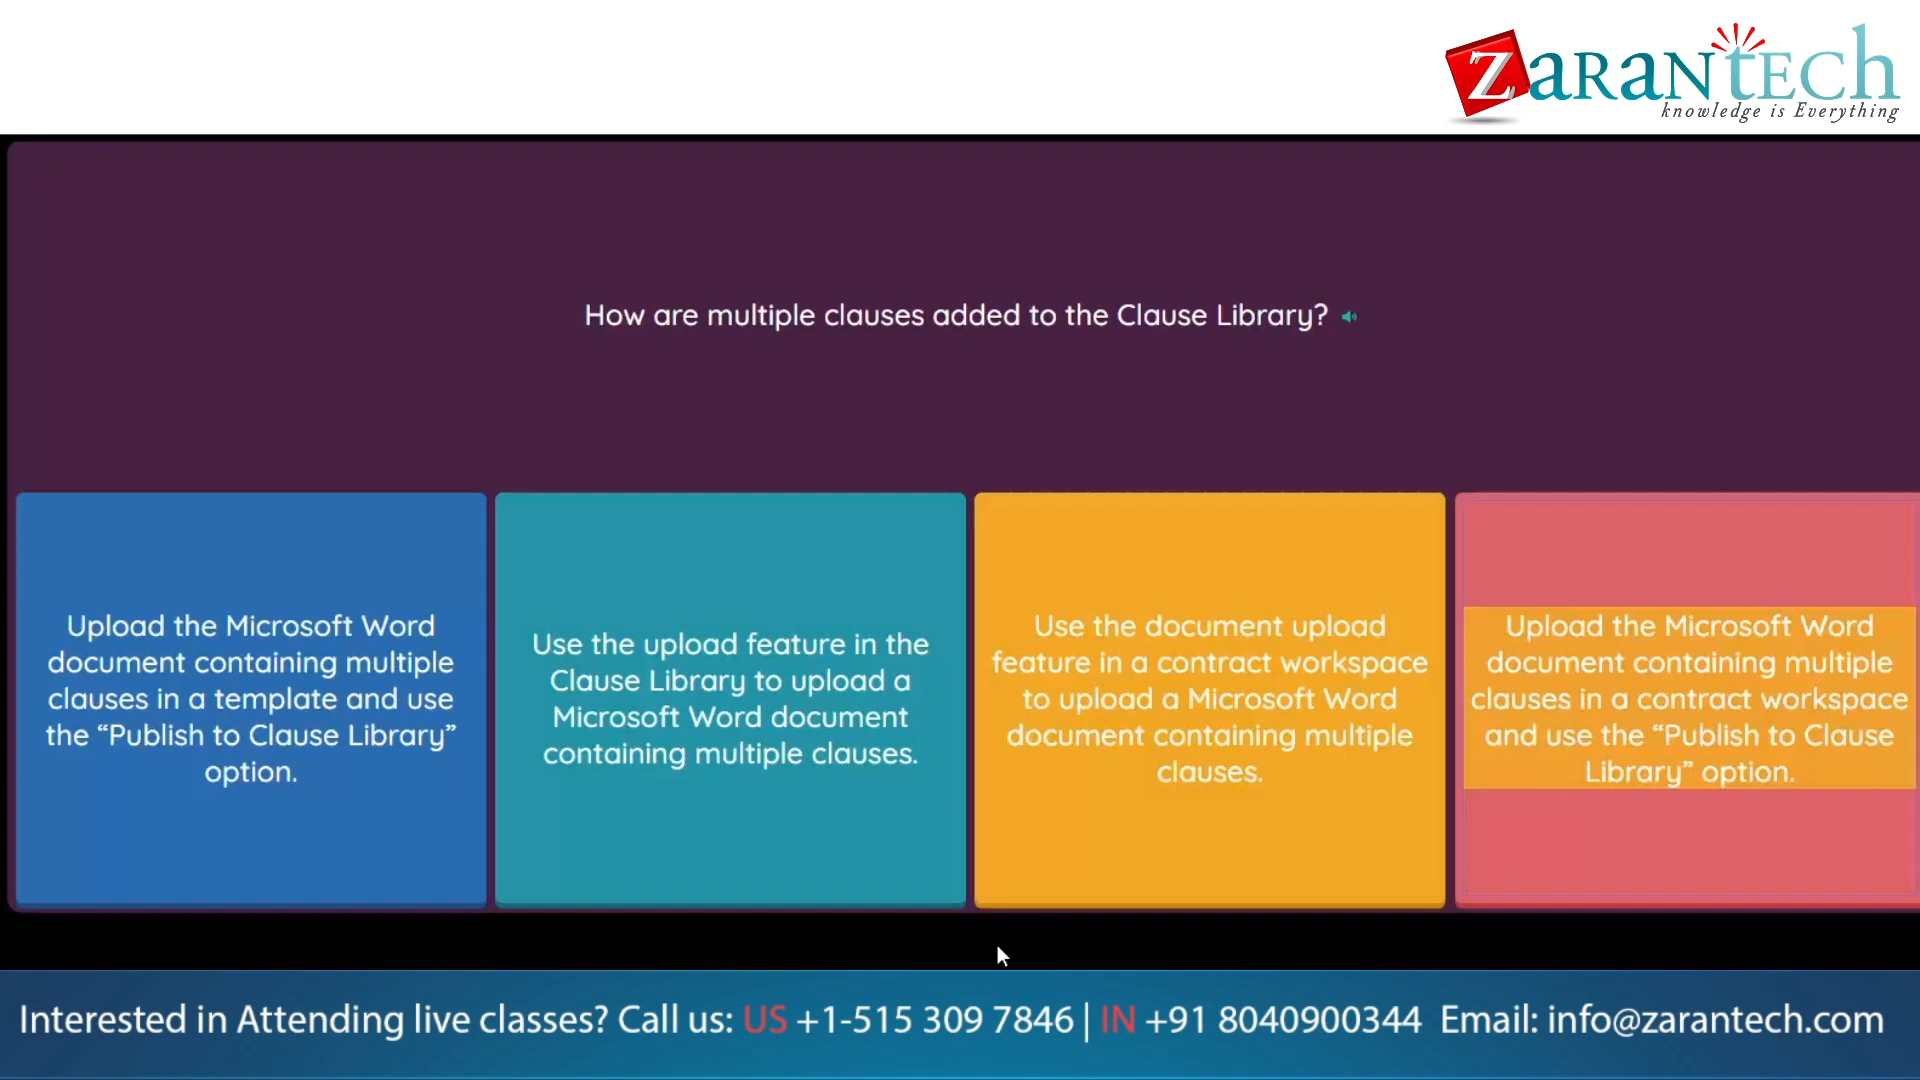 ZaranTech
knowledge is Everything
How are multiple clauses added to the Clause Library?
Upload the Microsoft Word
document containing multiple
clauses in a template and use
the “Publish to Clause Library”
option.
Use the upload feature in the
Clause Library to upload a
Microsoft Word document
containing multiple clauses.
Use the document upload
feature in a contract workspace
to upload a Microsoft Word
document containing multiple
clauses.
Upload the Microsoft Word
document containing multiple
clauses in a contract workspace
and use the “Publish to Clause
Library” option.
Interested in Attending live classes? Call us: US +1-515 309 7846 | IN +91 8040900344 Email: info@zarantech.com